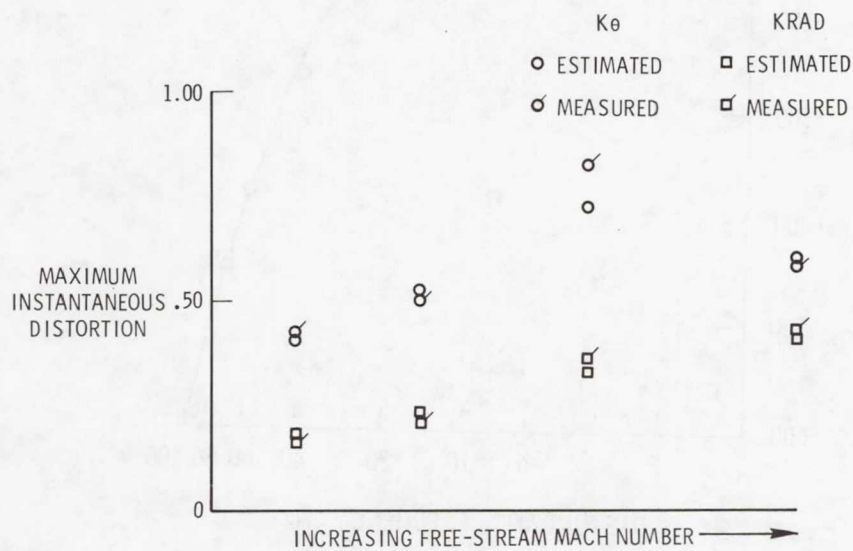 Kθ KRAD
ESTIMATED ESTIMATED
MEASURED MEASURED
1.00
MAXIMUM
INSTANTANEOUS .50
DISTORTION
0
INCREASING FREE-STREAM MACH NUMBER